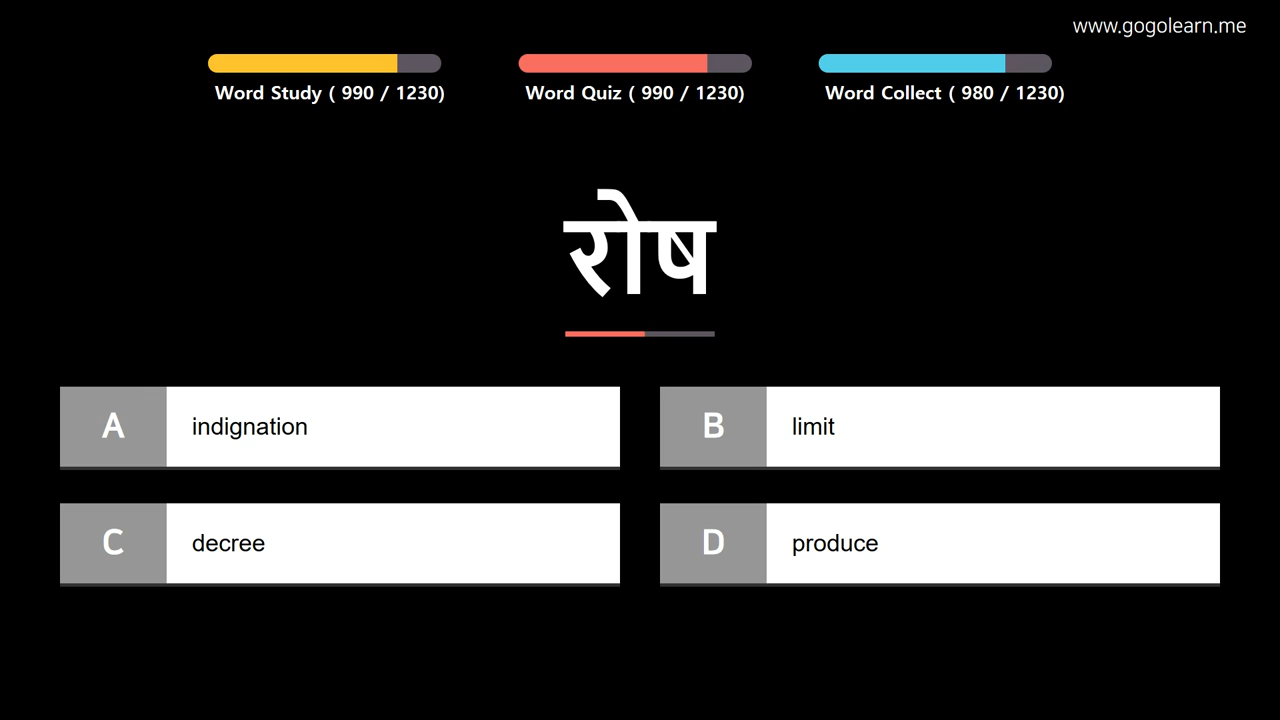 www.gogolearn.me
Word Study ( 990 / 1230) Word Quiz ( 990 / 1230) Word Collect ( 980 / 1230)
रोष
A indignation
B limit
C decree
D produce